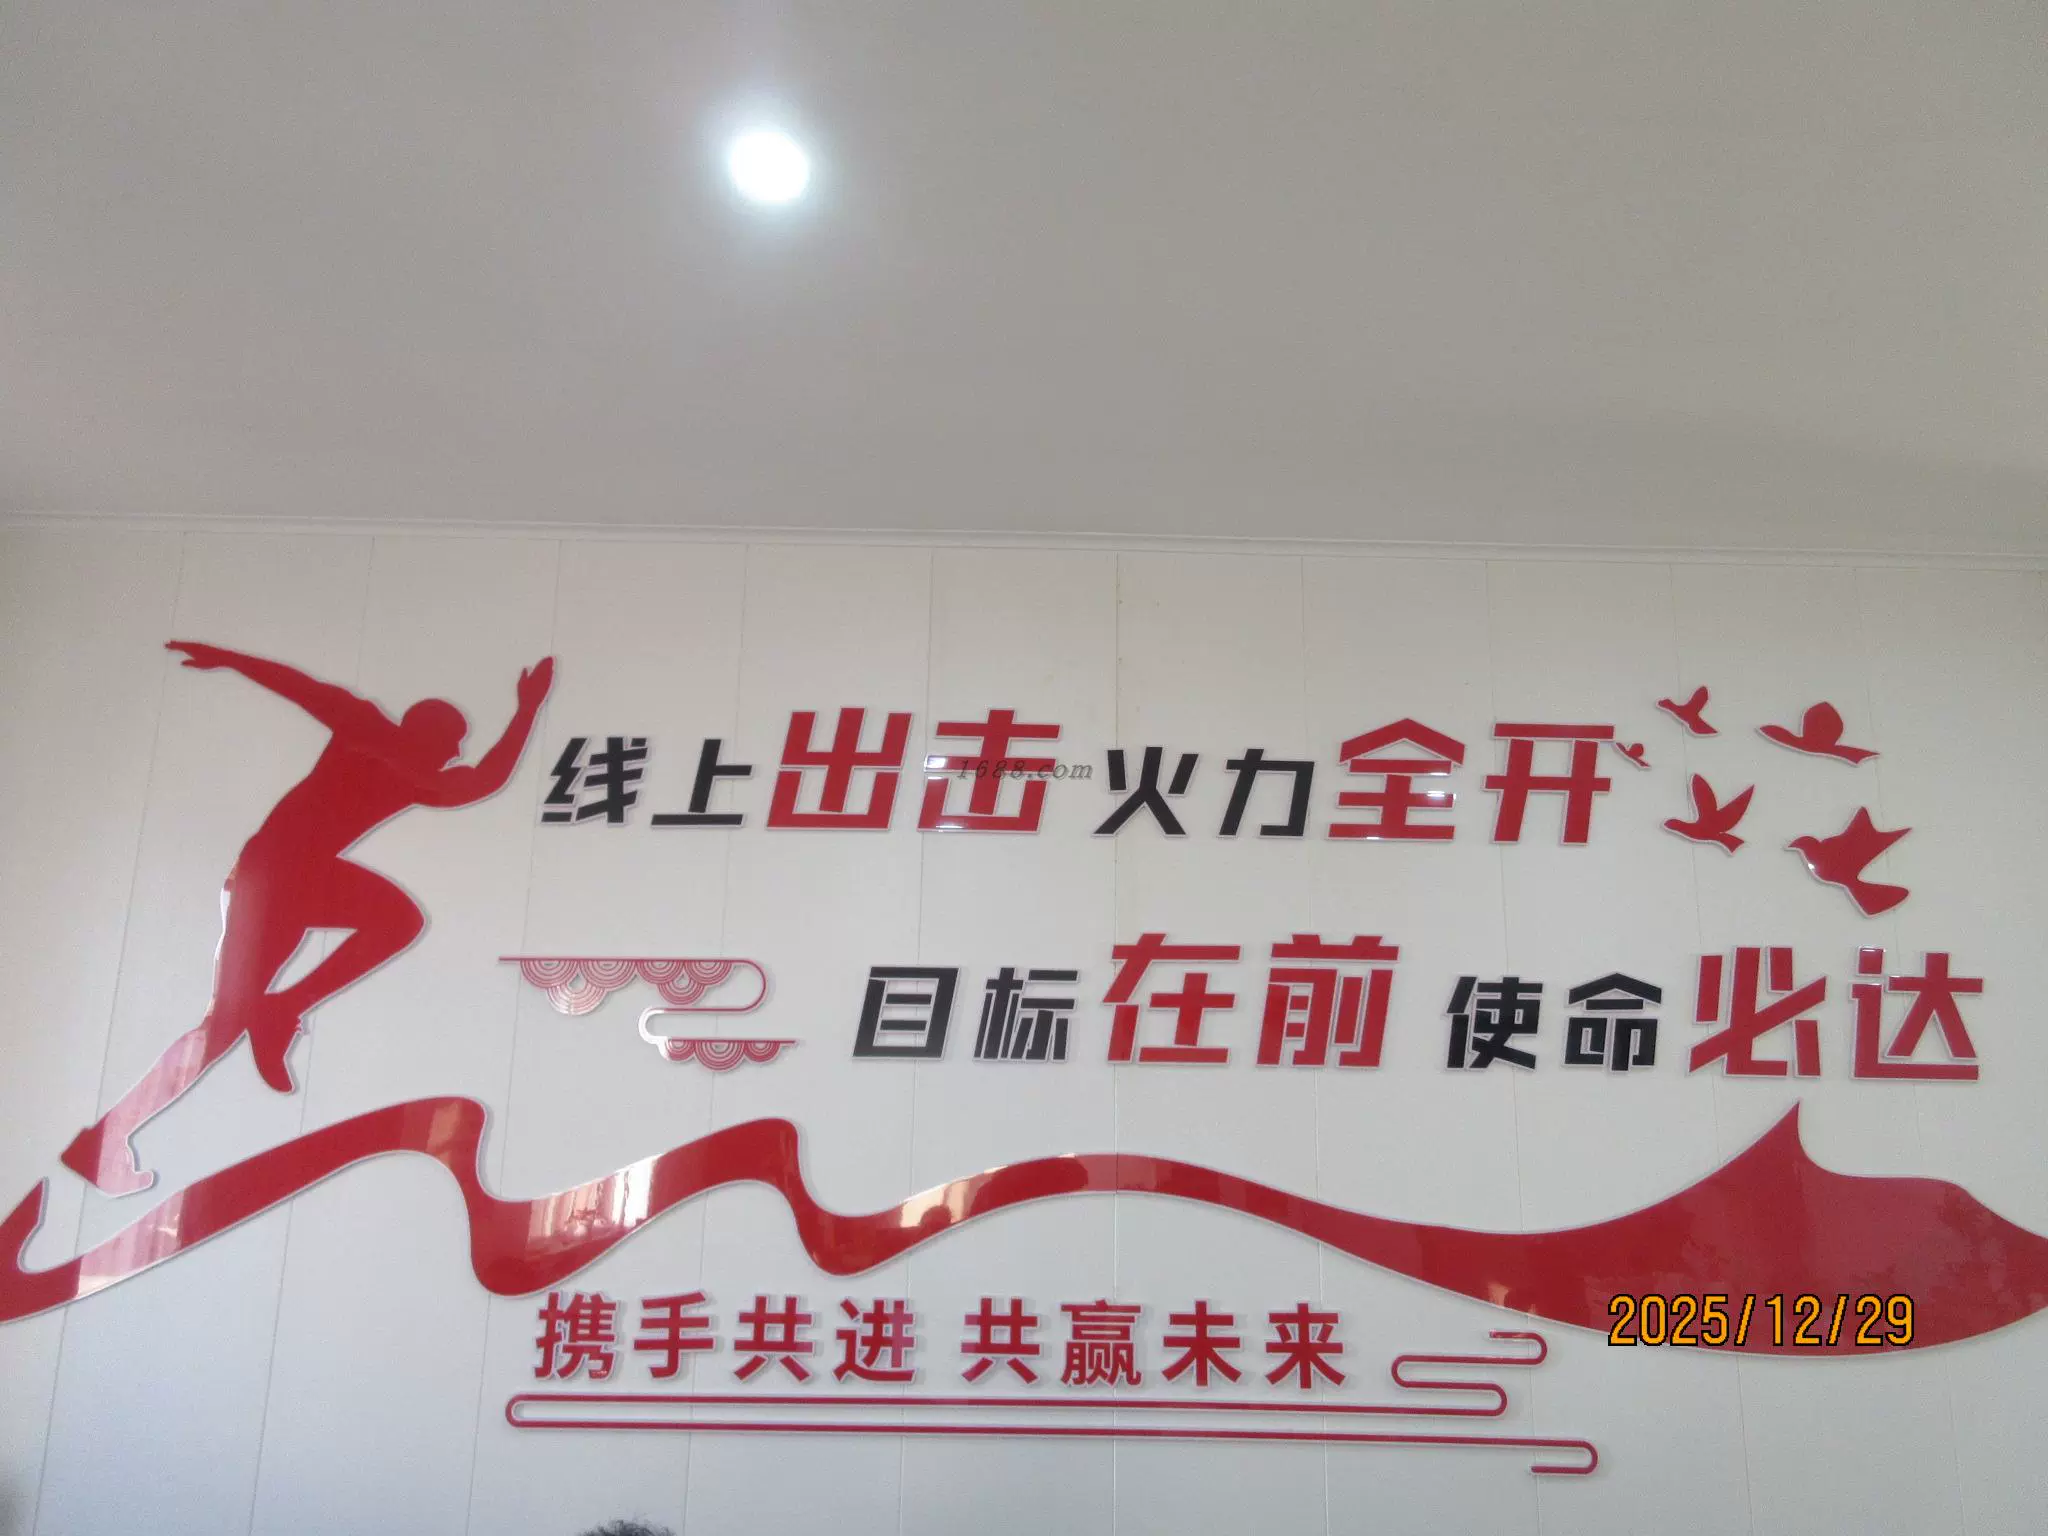 线上出击 火力全开
1688.com
目标在前 使命必达
携手共进 共赢未来
2025/12/29